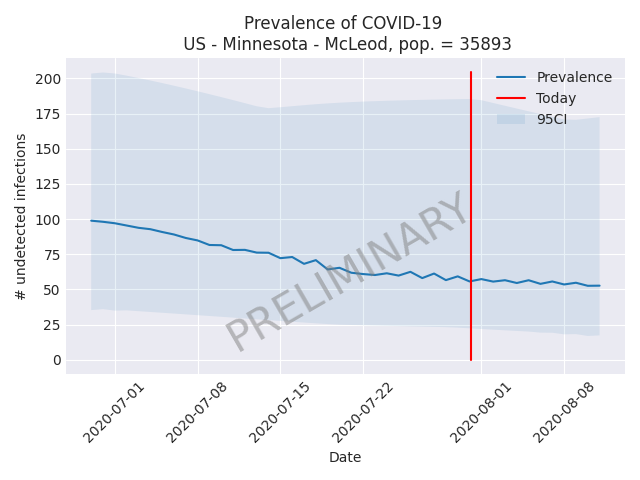 Prevalence of COVID-19
US - Minnesota - McLeod, pop. = 35893
Prevalence
Today
95CI
200
175
150
125
100
75
50
25
0
# undetected infections
PRELIMINARY
2020-07-01
2020-07-08
2020-07-15
2020-07-22
2020-08-01
2020-08-08
Date